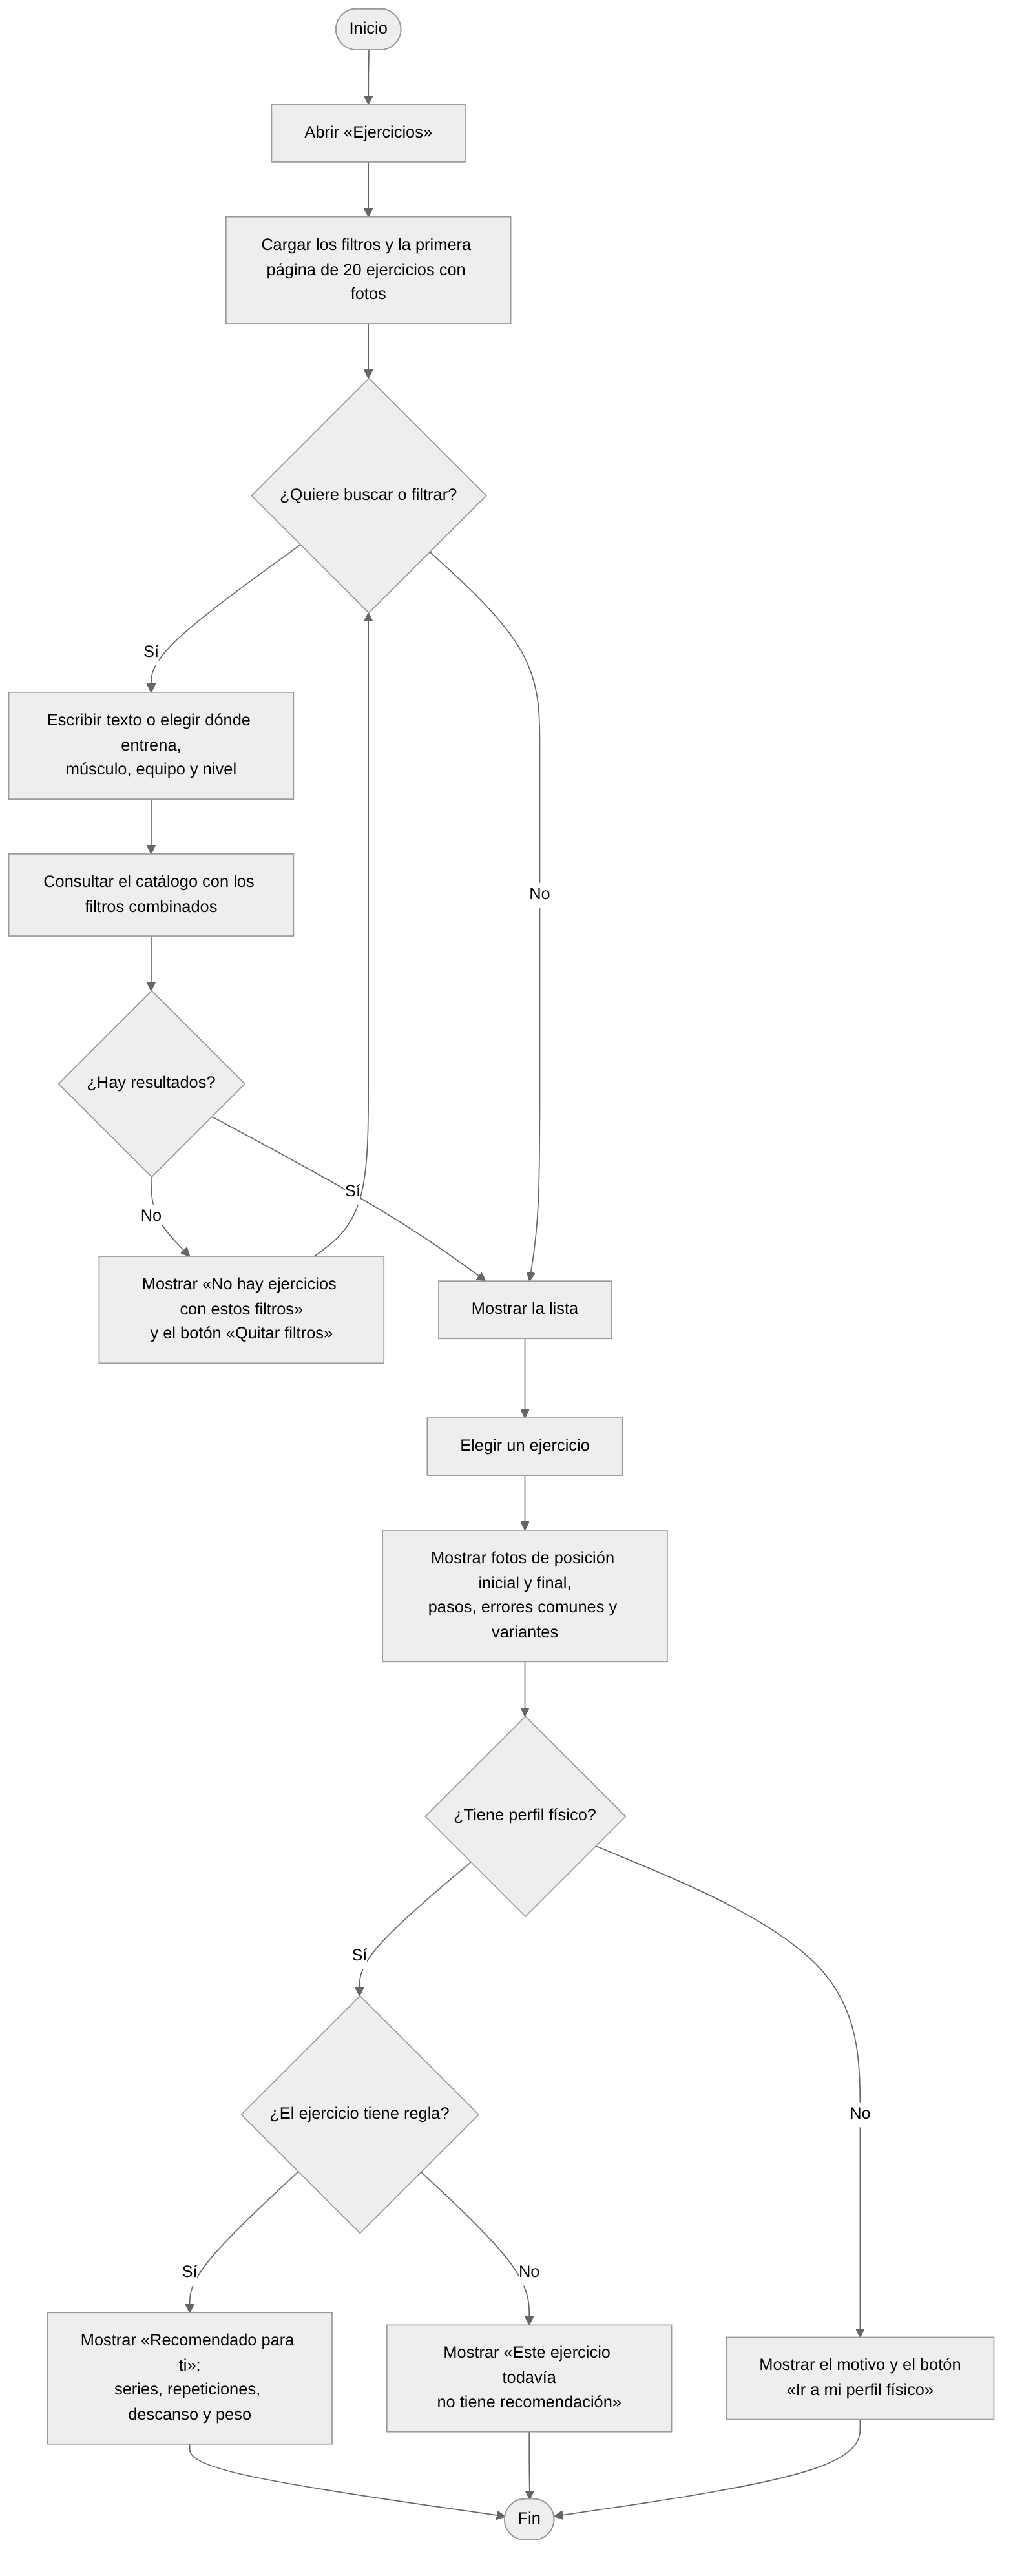 Inicio
Abrir «Ejercicios»
Cargar los filtros y la primera
página de 20 ejercicios con
fotos
¿Quiere buscar o filtrar?
Sí
Escribir texto o elegir dónde
entrena,
músculo, equipo y nivel
Consultar el catálogo con los
filtros combinados
No
¿Hay resultados?
Sí
No
Mostrar «No hay ejercicios
con estos filtros»
y el botón «Quitar filtros»
Mostrar la lista
Elegir un ejercicio
Mostrar fotos de posición
inicial y final,
pasos, errores comunes y
variantes
¿Tiene perfil físico?
Sí
¿El ejercicio tiene regla?
No
Sí
No
Mostrar «Recomendado para
ti»:
series, repeticiones,
descanso y peso
Mostrar «Este ejercicio
todavía
no tiene recomendación»
Mostrar el motivo y el botón
«Ir a mi perfil físico»
Fin